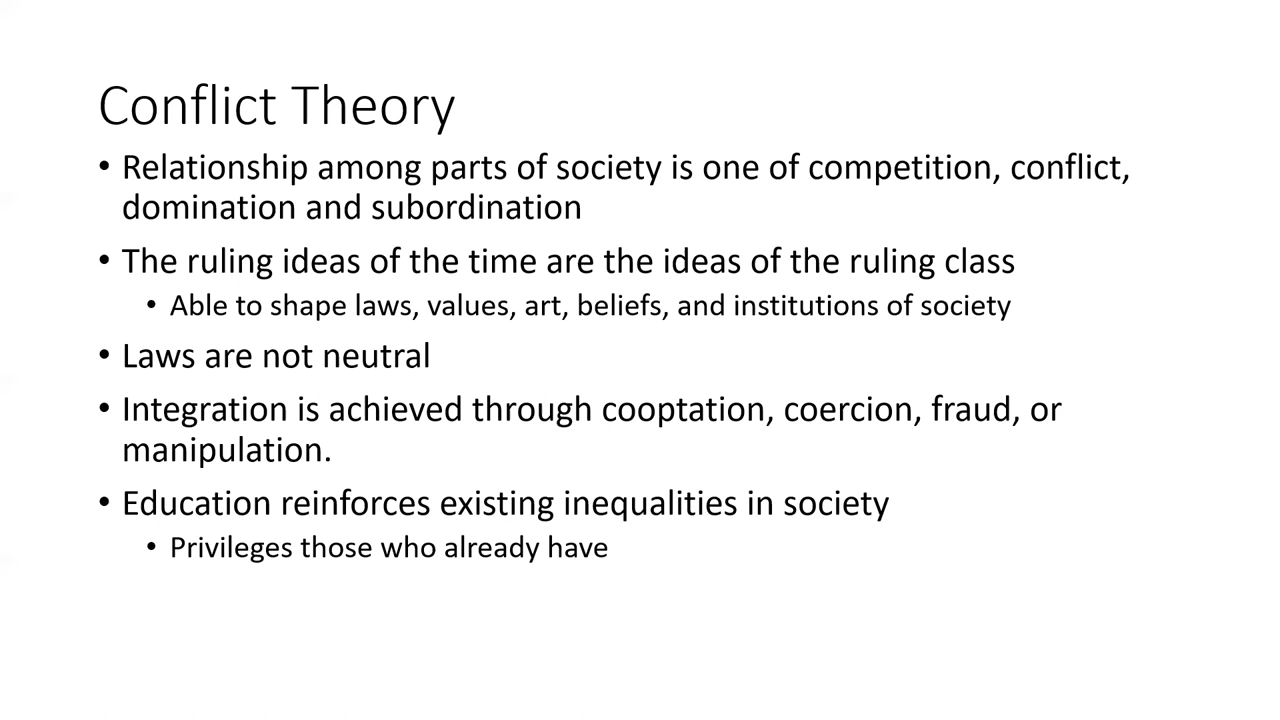 Conflict Theory
• Relationship among parts of society is one of competition, conflict,
domination and subordination
• The ruling ideas of the time are the ideas of the ruling class
• Able to shape laws, values, art, beliefs, and institutions of society
• Laws are not neutral
• Integration is achieved through cooptation, coercion, fraud, or
manipulation.
• Education reinforces existing inequalities in society
• Privileges those who already have